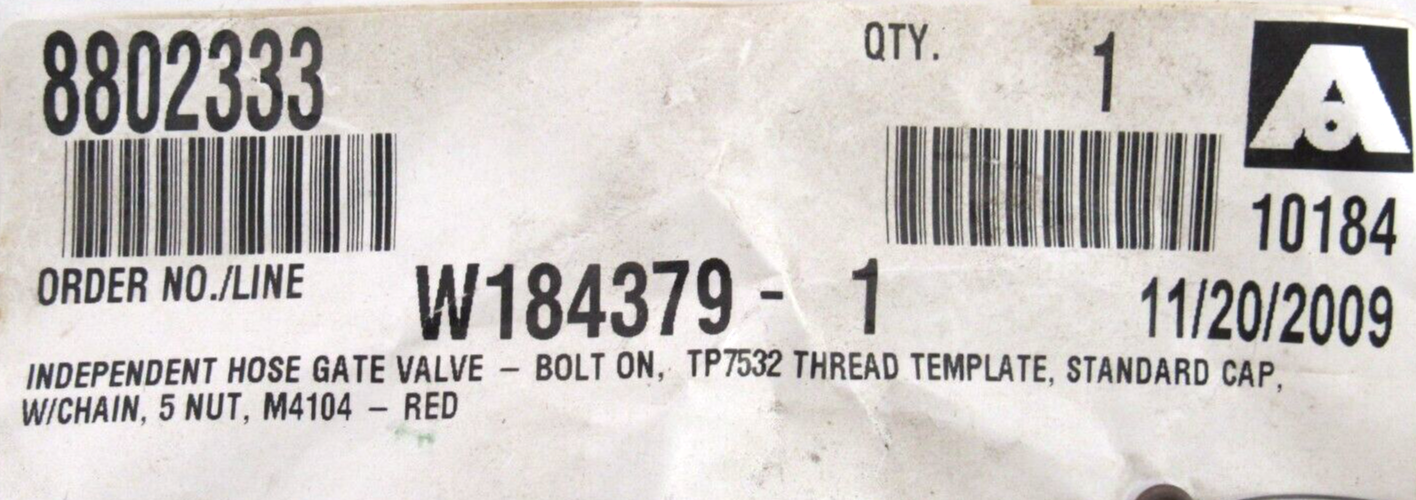 8802333
QTY. 1
10184
ORDER NO./LINE W184379 - 1 11/20/2009
INDEPENDENT HOSE GATE VALVE – BOLT ON, TP7532 THREAD TEMPLATE, STANDARD CAP,
W/CHAIN, 5 NUT, M4104 – RED